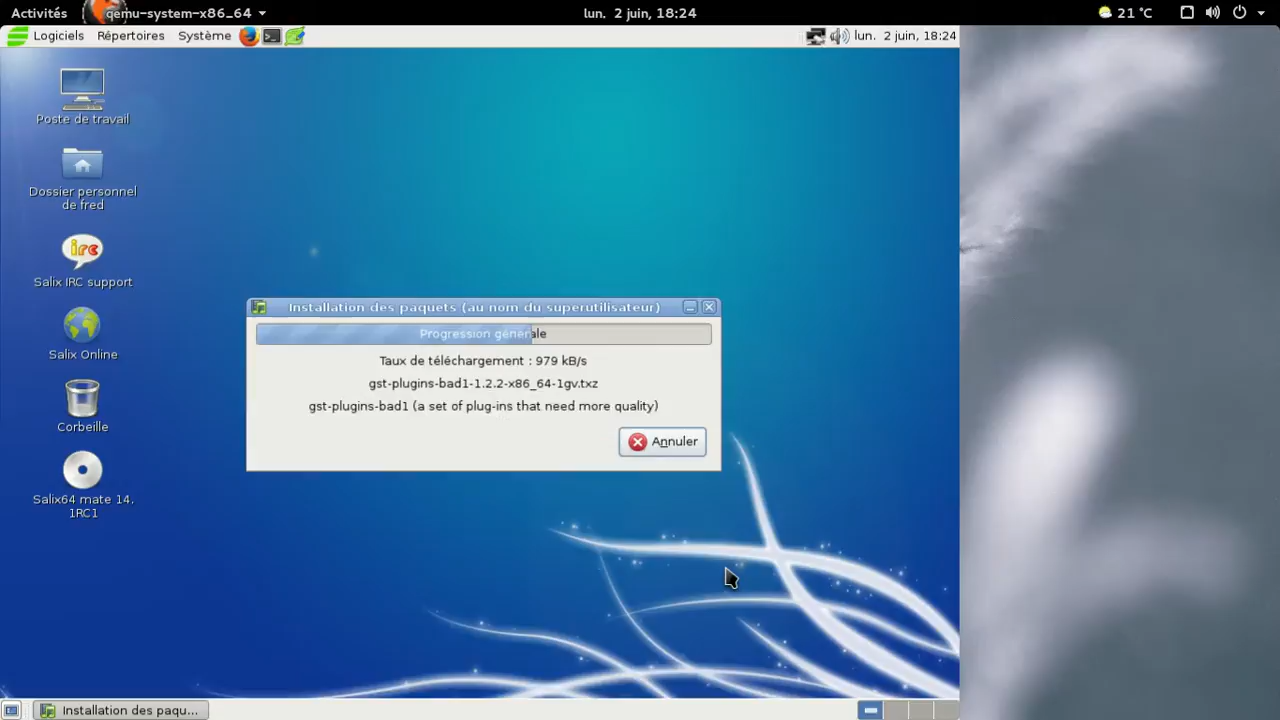 Activités
qemu-system-x86_64
lun. 2 juin, 18:24
21 °C
Logiciels
Répertoires
Système
lun. 2 juin, 18:24
Poste de travail
Dossier personnel
de fred
irc
Salix IRC support
Salix Online
Corbeille
Salix64 mate 14.
1RC1
Installation des paquets (au nom du superutilisateur)
Progression génerale
Taux de téléchargement : 979 kB/s
gst-plugins-bad1-1.2.2-x86_64-1gv.txz
gst-plugins-bad1 (a set of plug-ins that need more quality)
Annuler
Installation des paqu...